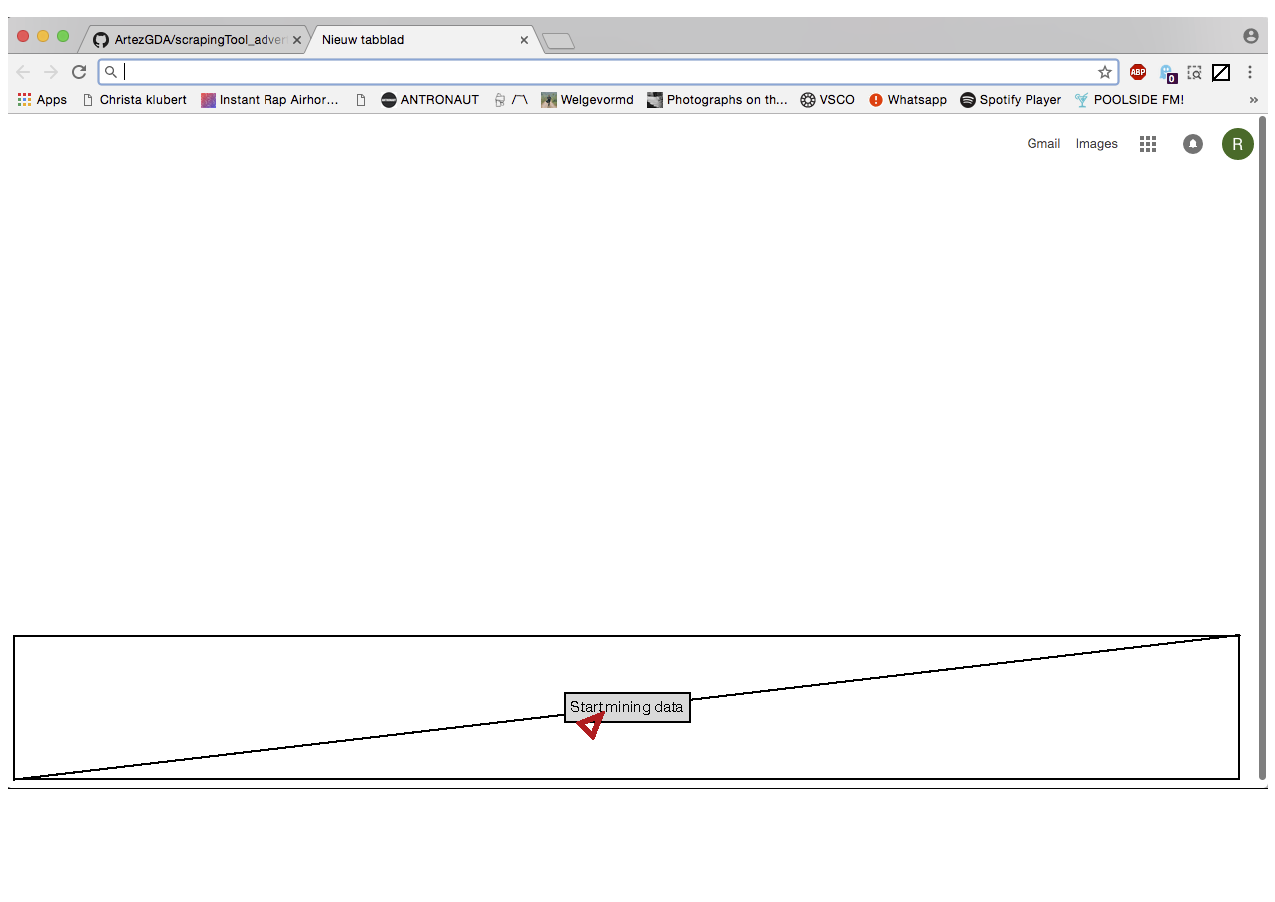 ArtezGDA/scrapingTool_advert
Nieuw tabblad
ABP
0
Apps
Christa klubert
Instant Rap Airhor...
ANTRONAUT
/\
Welgevormd
Photographs on th...
VSCO
Whatsapp
Spotify Player
POOLSIDE FM!
»
Gmail
Images
R
Start mining data